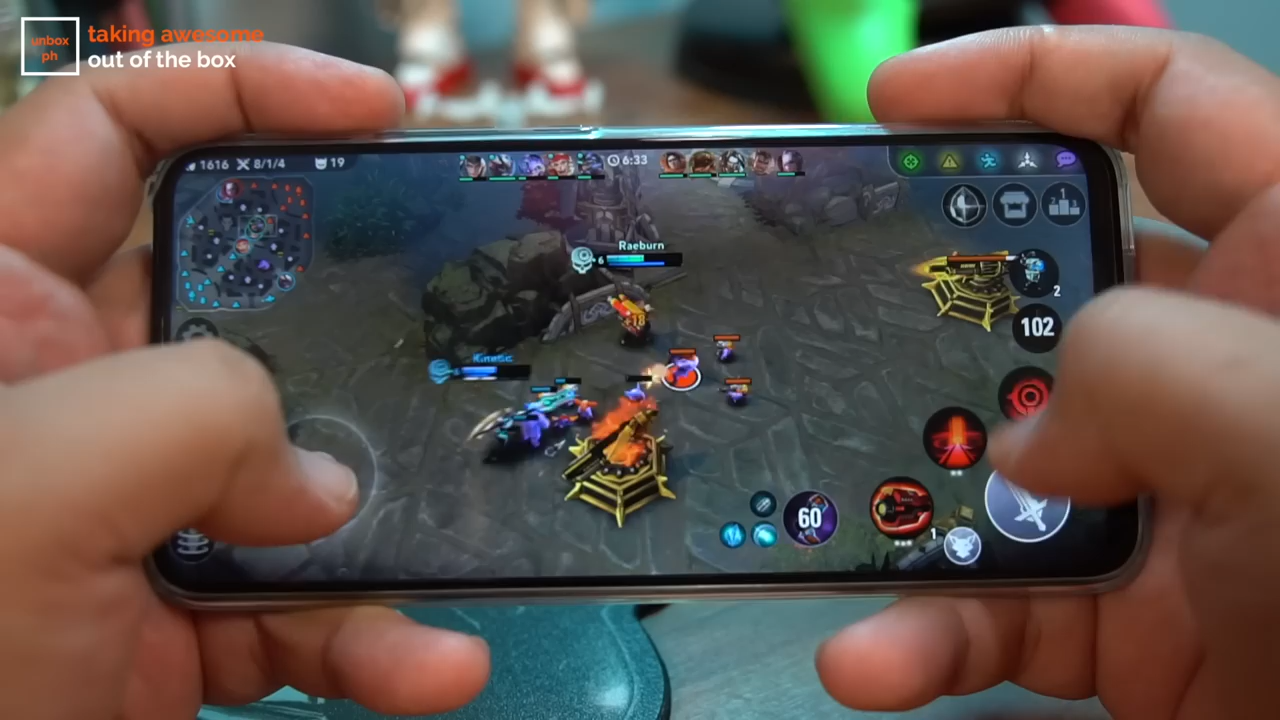 unbox
ph
taking awesome
out of the box
1616 8/1/4 19
6:33
Raeburn
6
Kinetic
18
2
102
60
1